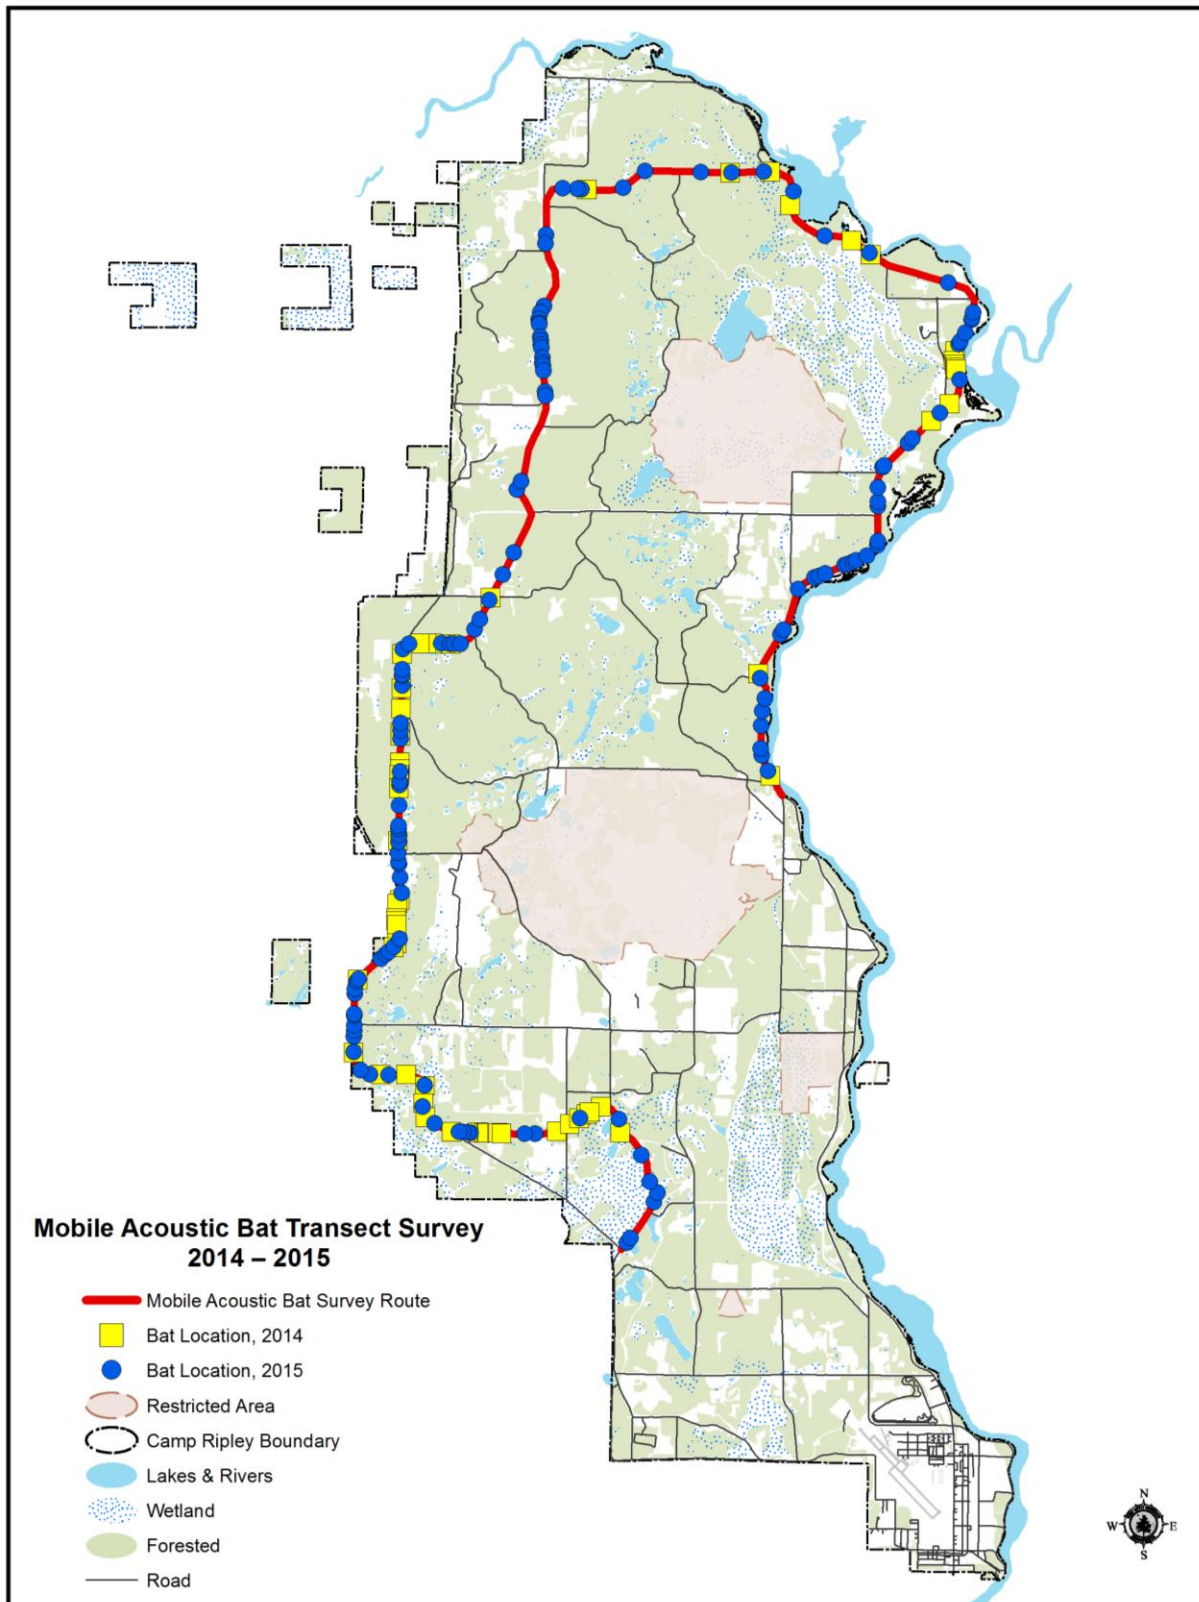 Mobile Acoustic Bat Transect Survey
2014 – 2015
Mobile Acoustic Bat Survey Route
Bat Location, 2014
Bat Location, 2015
Restricted Area
Camp Ripley Boundary
Lakes & Rivers
Wetland
Forested
Road
N
W E
S